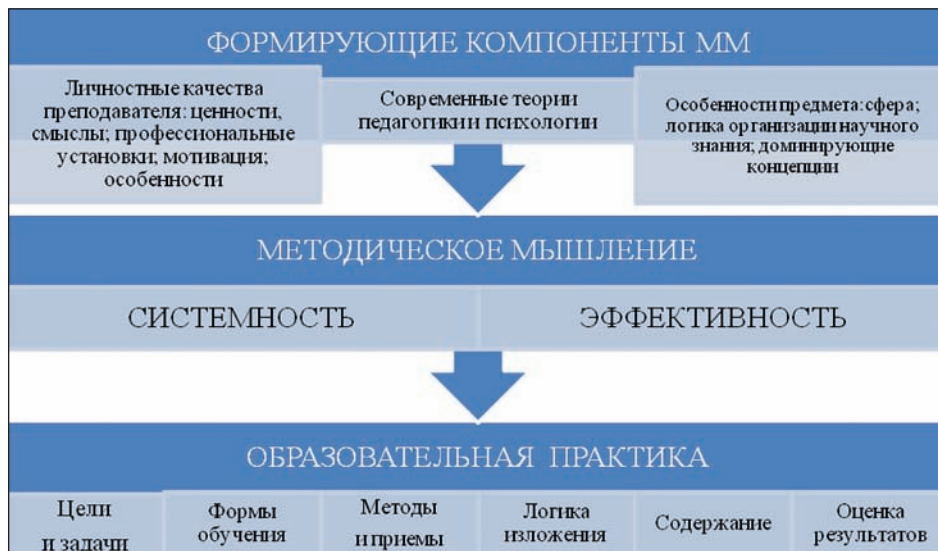 ФОРМИРУЮЩИЕ КОМПОНЕНТЫ ММ
Личностные качества
преподавателя: ценности,
смыслы; профессиональные
установки; мотивация;
особенности
Современные теории
педагогики и психологии
Особенности предмета: сфера;
логика организации научного
знания; доминирующие
концепции
МЕТОДИЧЕСКОЕ МЫШЛЕНИЕ
СИСТЕМНОСТЬ
ЭФФЕКТИВНОСТЬ
ОБРАЗОВАТЕЛЬНАЯ ПРАКТИКА
Цели
и задачи
Формы
обучения
Методы
и приемы
Логика
изложения
Содержание
Оценка
результатов